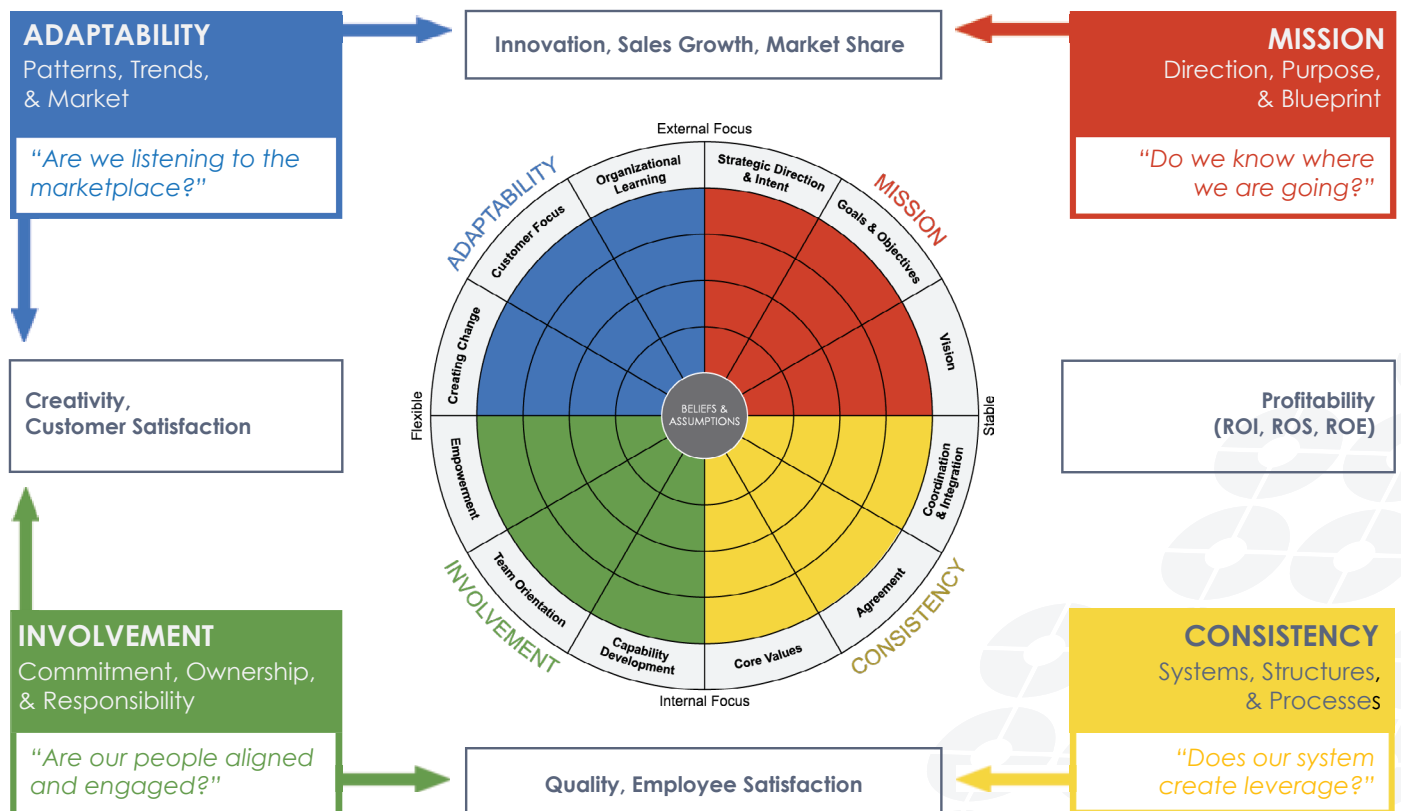 ADAPTABILITY
Patterns, Trends,
& Market
“Are we listening to the
marketplace?”
Innovation, Sales Growth, Market Share
MISSION
Direction, Purpose,
& Blueprint
“Do we know where
we are going?”
External Focus
ADAPTABILITY
MISSION
Creating Change
Customer Focus
Organizational
Learning
Strategic Direction
& Intent
Goals & Objectives
Vision
Creativity,
Customer Satisfaction
Flexible
BELIEFS &
ASSUMPTIONS
Stable
Profitability
(ROI, ROS, ROE)
Empowerment
Team Orientation
Capability
Development
Core Values
Agreement
Coordination
& Integration
INVOLVEMENT
CONSISTENCY
Internal Focus
INVOLVEMENT
Commitment, Ownership,
& Responsibility
“Are our people aligned
and engaged?”
Quality, Employee Satisfaction
CONSISTENCY
Systems, Structures,
& Processes
“Does our system
create leverage?”